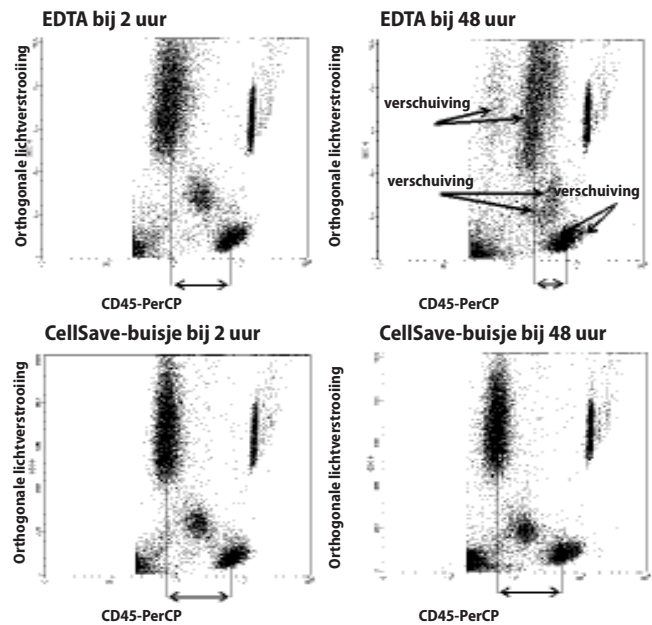 EDTA bij 2 uur
EDTA bij 48 uur
Orthogonale lichtverstrooiing
CD45-PerCP
Orthogonale lichtverstrooiing
verschuiving
verschuiving
verschuiving
CD45-PerCP
CellSave-buisje bij 2 uur
CellSave-buisje bij 48 uur
Orthogonale lichtverstrooiing
CD45-PerCP
Orthogonale lichtverstrooiing
CD45-PerCP